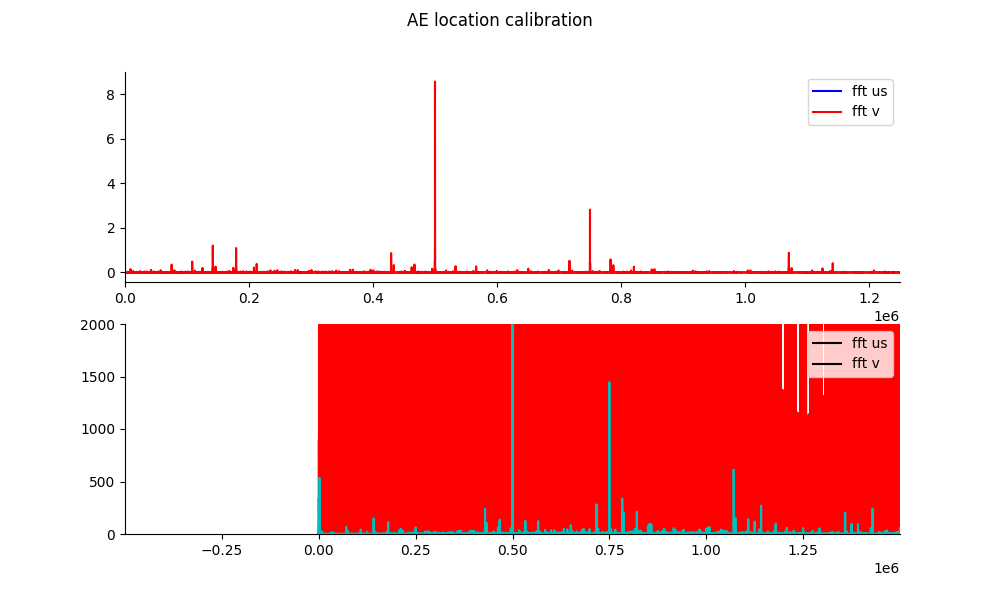 AE location calibration
8
6
4
2
0
fft us
fft v
0.0 0.2 0.4 0.6 0.8 1.0 1.2
1e6
2000
1500
1000
500
0
fft us
fft v
−0.25 0.00 0.25 0.50 0.75 1.00 1.25
1e6